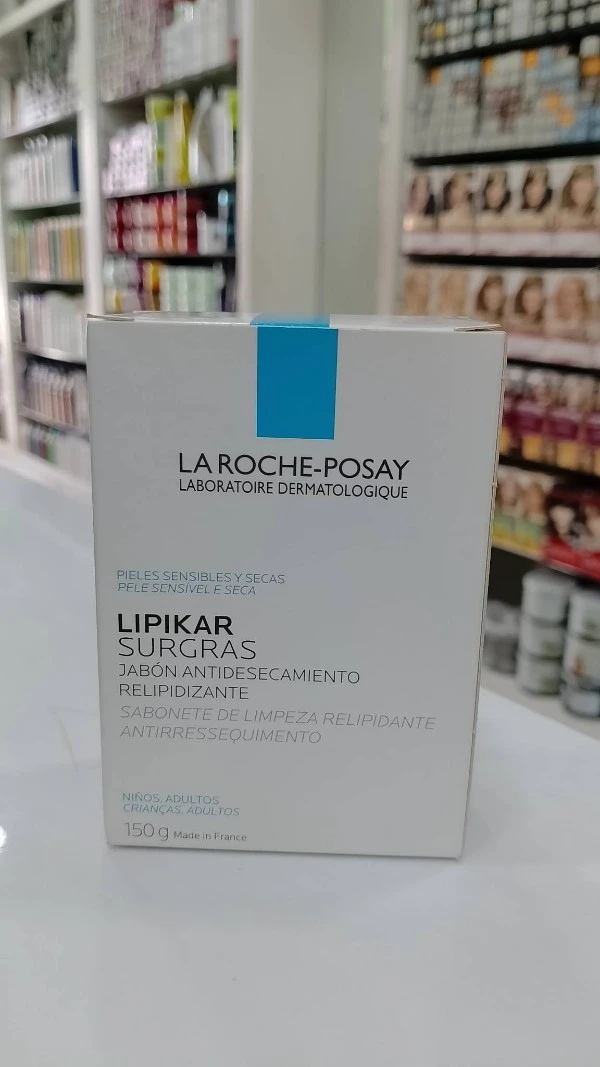 LA ROCHE-POSAY
LABORATOIRE DERMATOLOGIQUE
PIELES SENSIBLES Y SECAS
PELE SENSÍVEL E SECA
LIPIKAR
SURGRAS
JABÓN ANTIDESECAMIENTO
RELIPIDIZANTE
SABONETE DE LIMPEZA RELIPIDANTE
ANTIRRESSEQUIMENTO
NIÑOS, ADULTOS
CRIANÇAS, ADULTOS
150 g Made in France